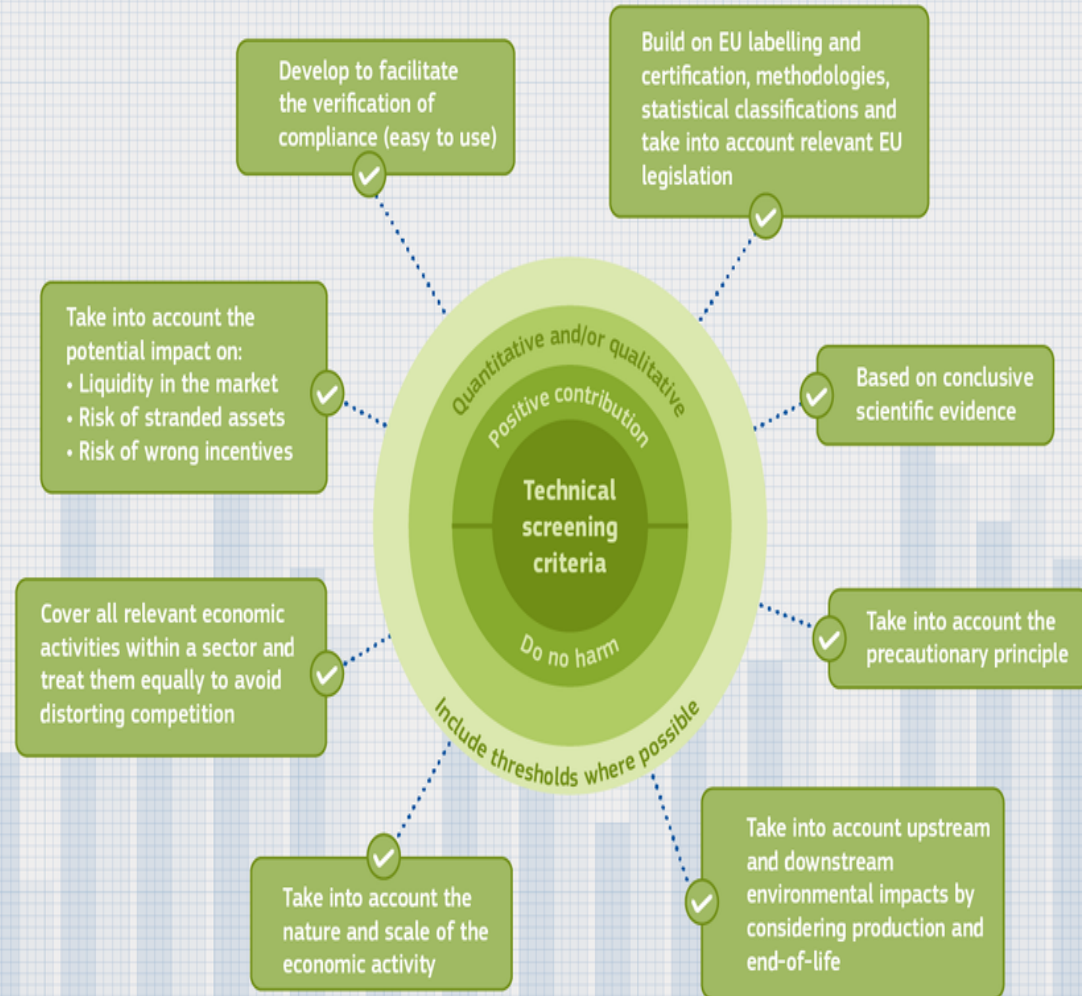 Develop to facilitate
the verification of
compliance (easy to use)
Build on EU labelling and
certification, methodologies,
statistical classifications and
take into account relevant EU
legislation
Take into account the
potential impact on:
• Liquidity in the market
• Risk of stranded assets
• Risk of wrong incentives
Quantitative and/or qualitative
Positive contribution
Technical
screening
criteria
Do no harm
Include thresholds where possible
Based on conclusive
scientific evidence
Cover all relevant economic
activities within a sector and
treat them equally to avoid
distorting competition
Take into account the
precautionary principle
Take into account the
nature and scale of the
economic activity
Take into account upstream
and downstream
environmental impacts by
considering production and
end-of-life